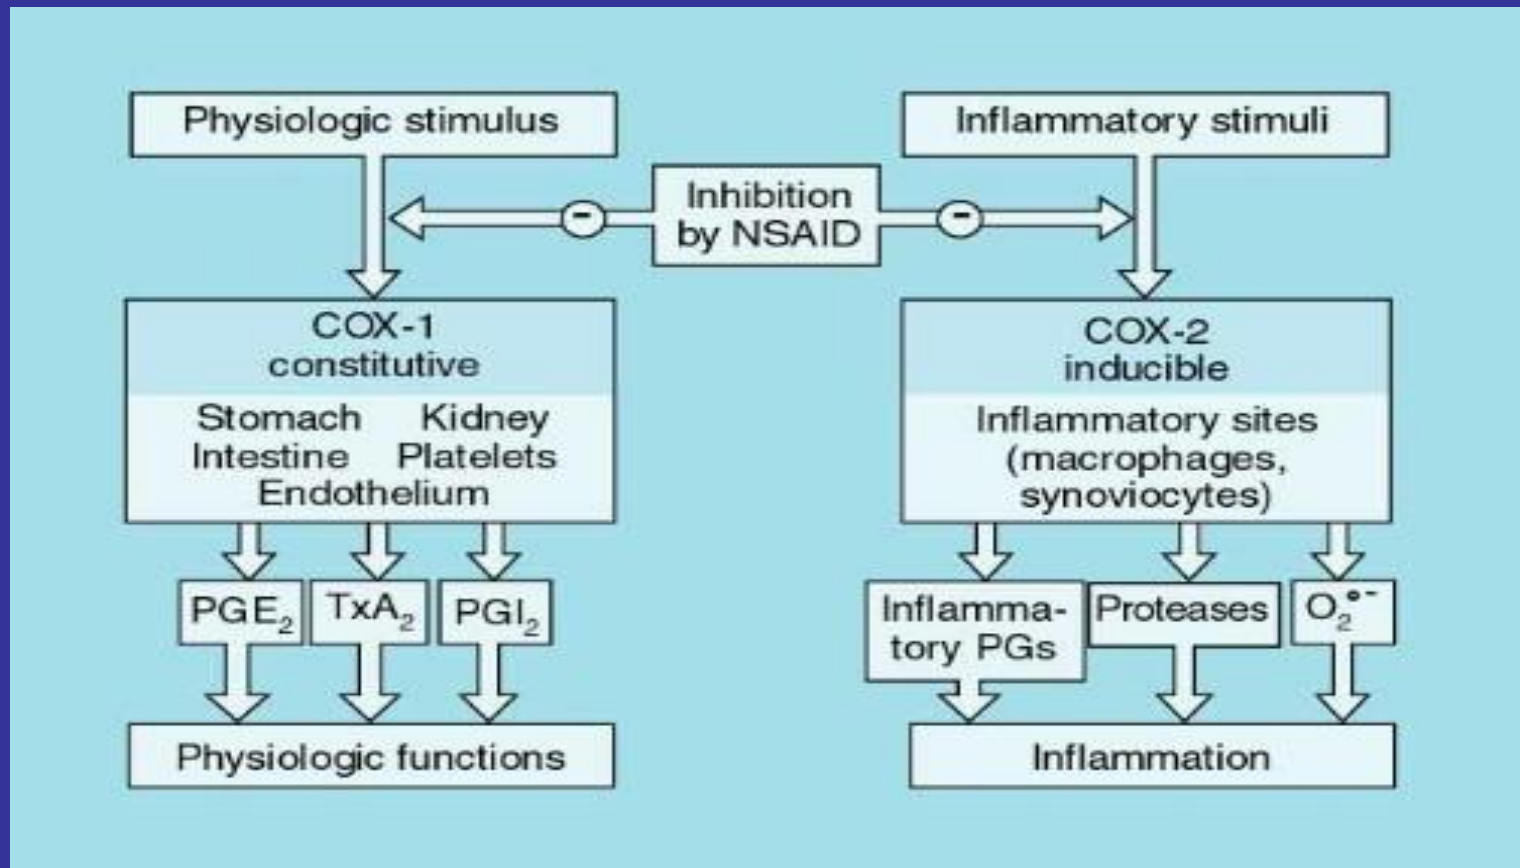 Physiologic stimulus
Inflammatory stimuli
Inhibition
by NSAID
-
-
COX-1
constitutive
Stomach Kidney
Intestine Platelets
Endothelium
COX-2
inducible
Inflammatory sites
(macrophages,
synoviocytes)
PGE₂
TxA₂
PGI₂
Inflamma-
tory PGs
Proteases
O₂•-
Physiologic functions
Inflammation